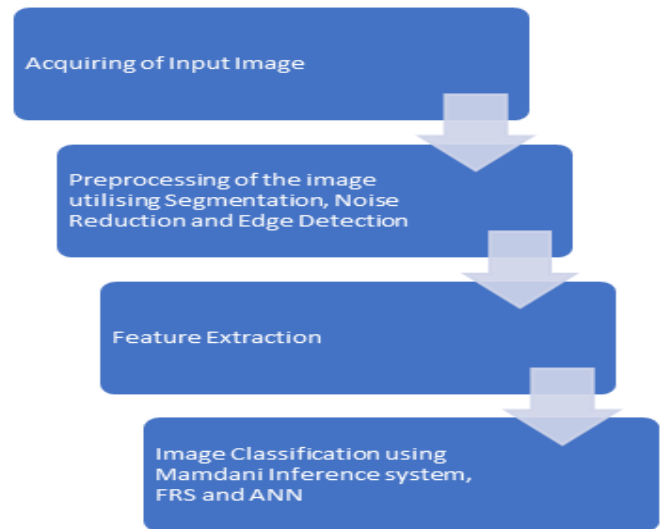 Acquiring of Input Image
Preprocessing of the image
utilising Segmentation, Noise
Reduction and Edge Detection
Feature Extraction
Image Classification using
Mamdani Inference system,
FRS and ANN